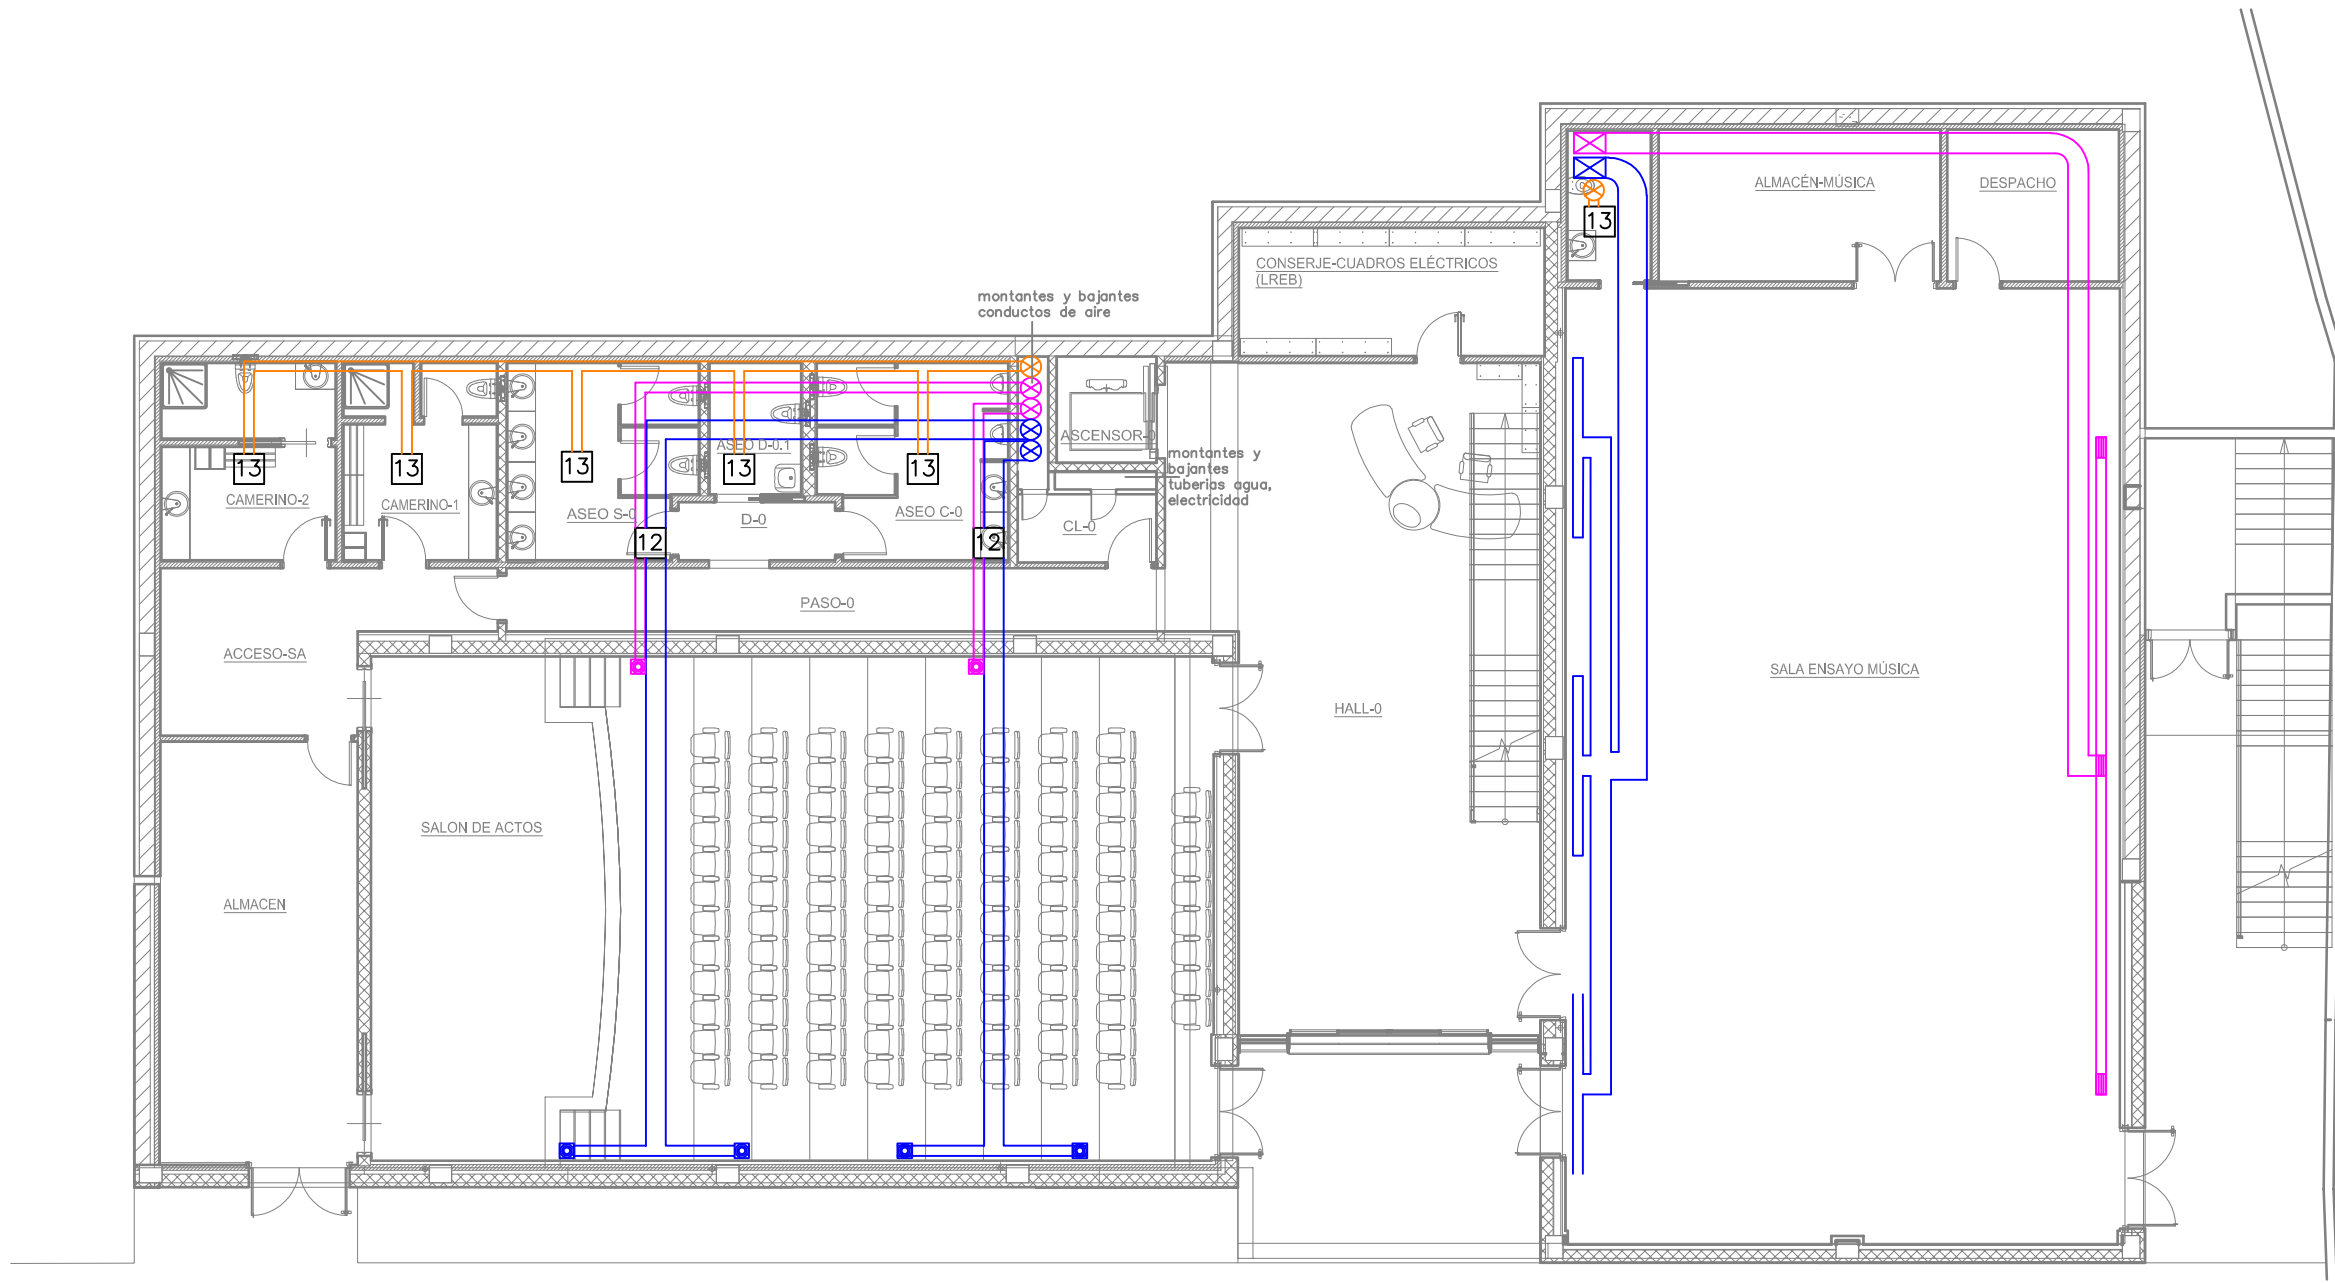 ALMACÉN-MÚSICA
DESPACHO
13
CONSERJE-CUADROS ELÉCTRICOS
(LREB)
montantes y bajantes
conductos de aire
ASCENSOR-0
montantes y
bajantes
tuberias agua,
electricidad
ASEO D-0.1
13
13
13
13
13
CAMERINO-2
CAMERINO-1
ASEO S-0
D-0
ASEO C-0
CL-0
12
12
PASO-0
ACCESO-SA
SALA ENSAYO MÚSICA
HALL-0
SALON DE ACTOS
ALMACEN